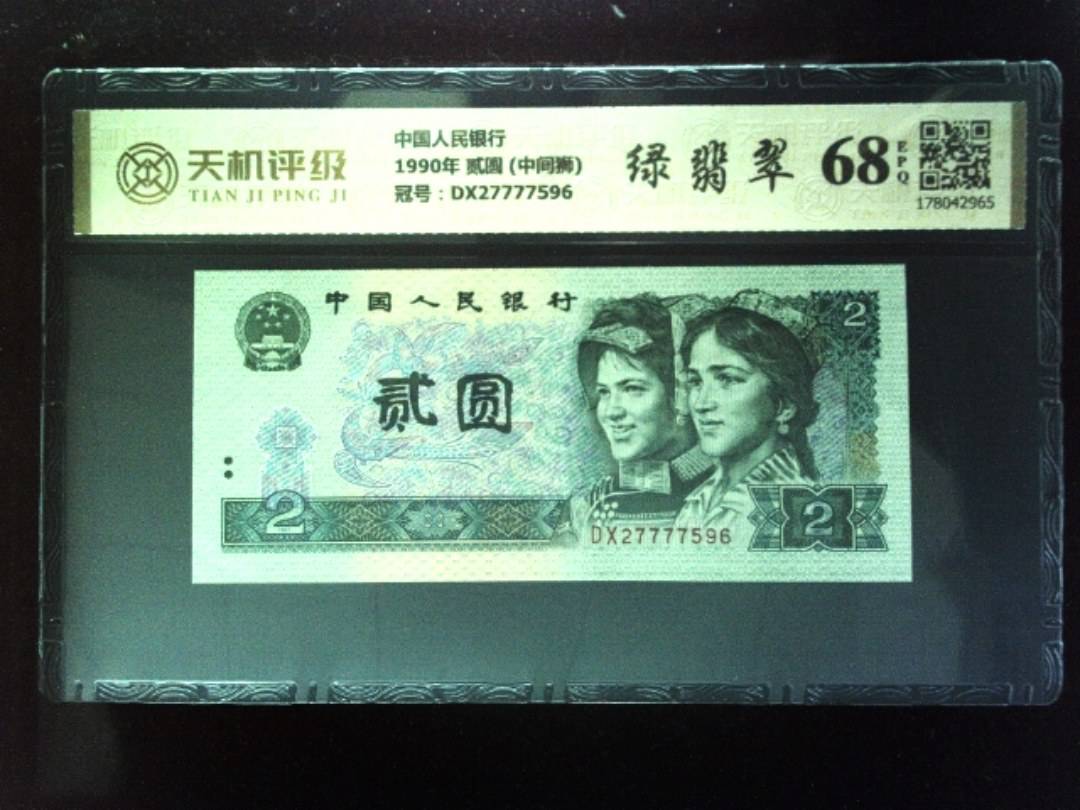 天机评级
TIAN JI PING JI
中国人民银行
1990年 贰圆 (中间狮)
冠号：DX27777596
绿翡翠
68
EPQ
178042965
中国人民银行
2
贰圆
2
DX27777596
2